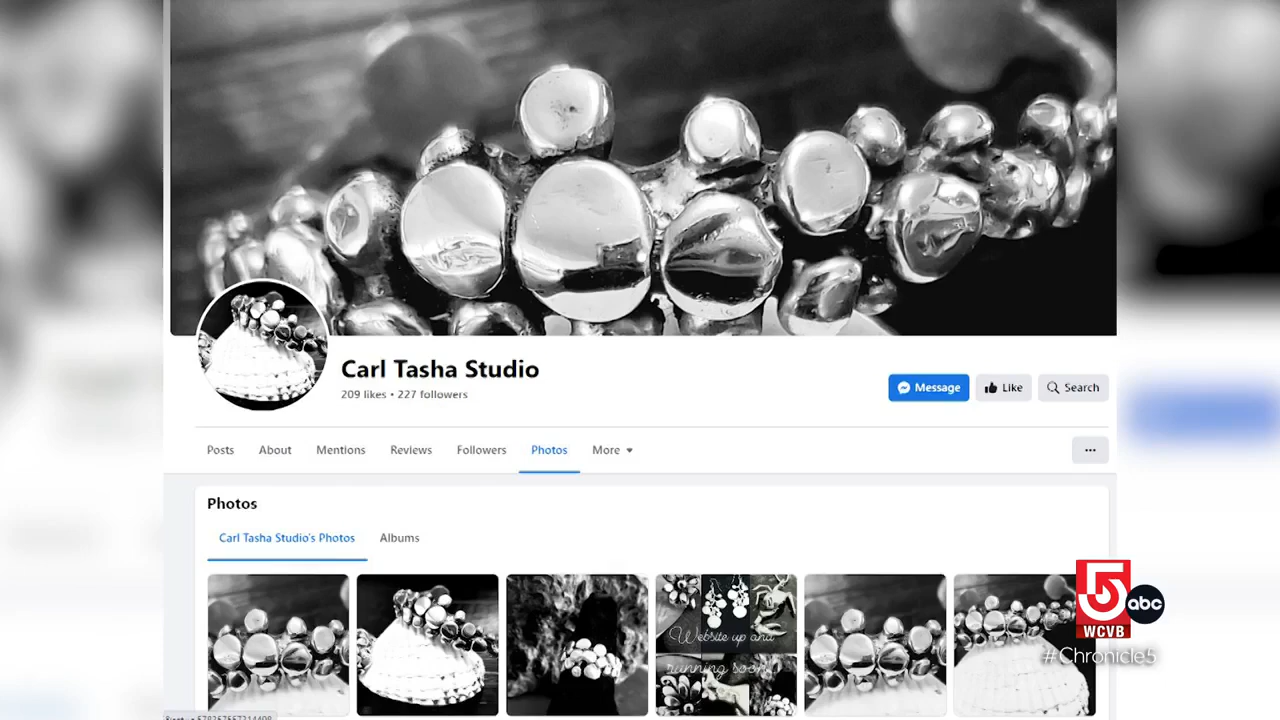 Carl Tasha Studio
209 likes • 227 followers
Message
Like
Search
Posts
About
Mentions
Reviews
Followers
Photos
More
Photos
Carl Tasha Studio's Photos
Albums
Website up and
running soon
5
abc
WCVB
#Chronicle5